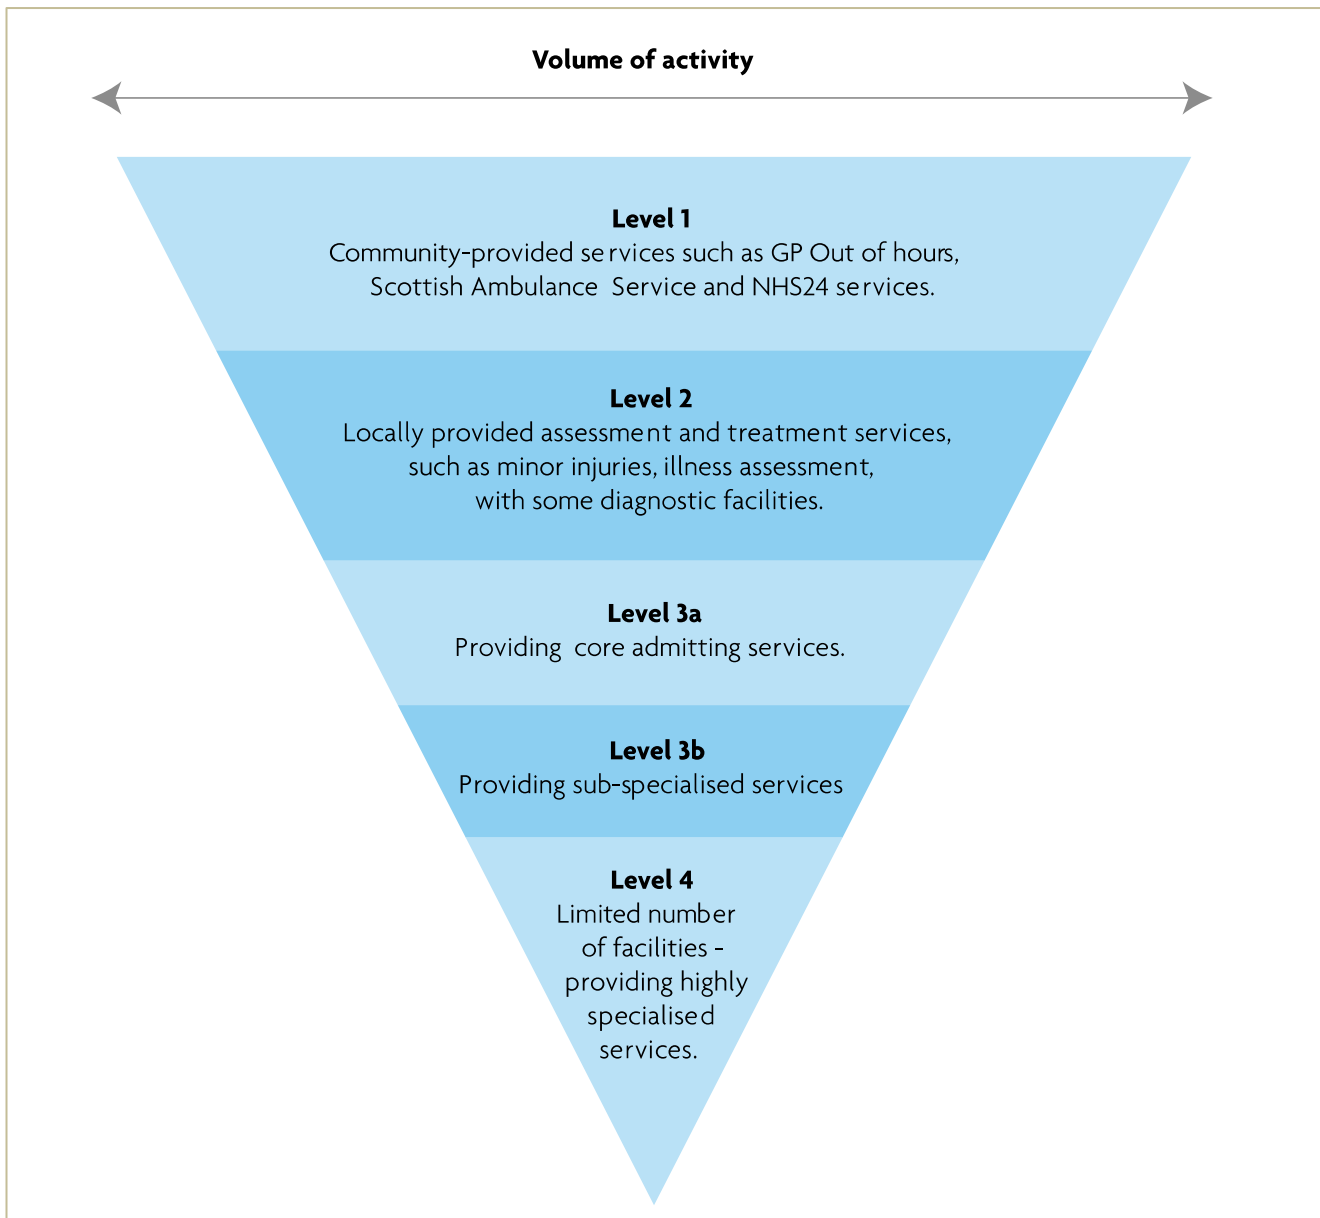 Volume of activity
Level 1
Community-provided services such as GP Out of hours,
Scottish Ambulance Service and NHS24 services.
Level 2
Locally provided assessment and treatment services,
such as minor injuries, illness assessment,
with some diagnostic facilities.
Level 3a
Providing core admitting services.
Level 3b
Providing sub-specialised services
Level 4
Limited number
of facilities -
providing highly
specialised
services.